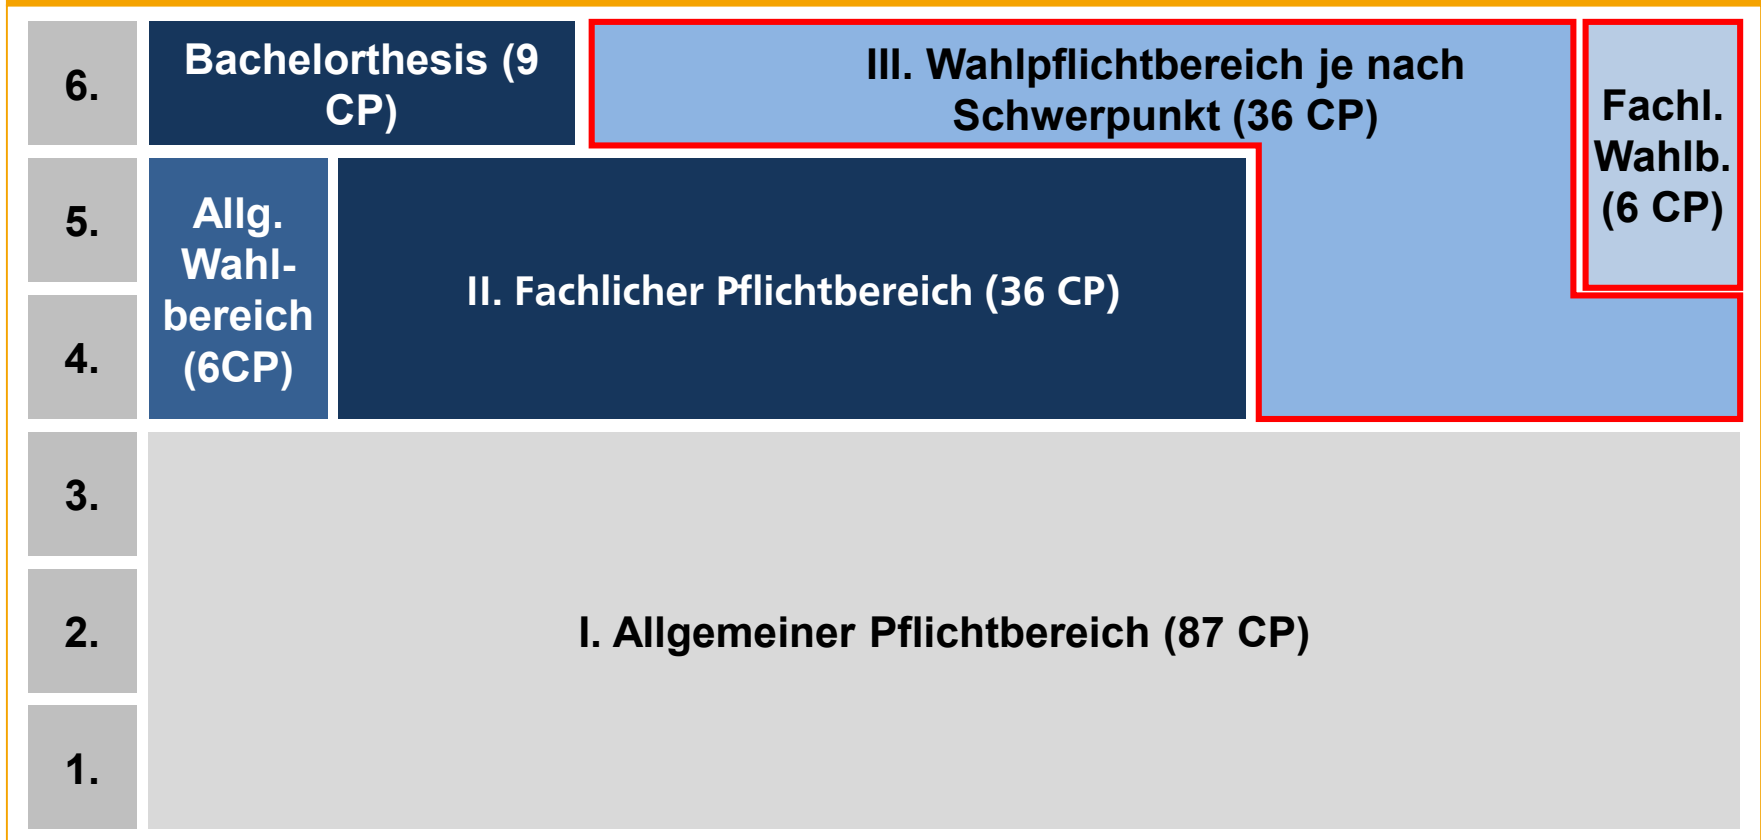 6.
Bachelorthesis (9
CP)
III. Wahlpflichtbereich je nach
Schwerpunkt (36 CP)
Fachl.
Wahlb.
(6 CP)
5.
Allg.
Wahl-
bereich
(6CP)
II. Fachlicher Pflichtbereich (36 CP)
4.
3.
2.
I. Allgemeiner Pflichtbereich (87 CP)
1.